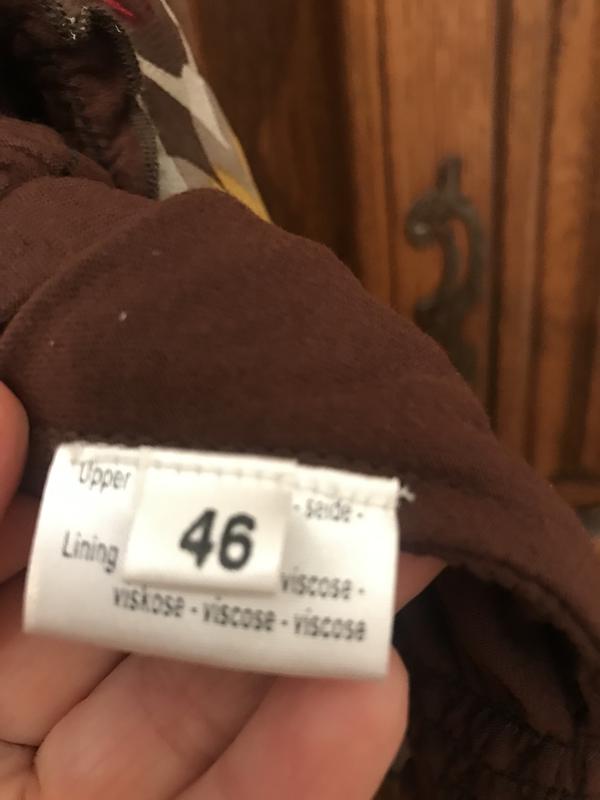 Upper - seide -
46
Lining viscose -
viskose - viscose - viscose